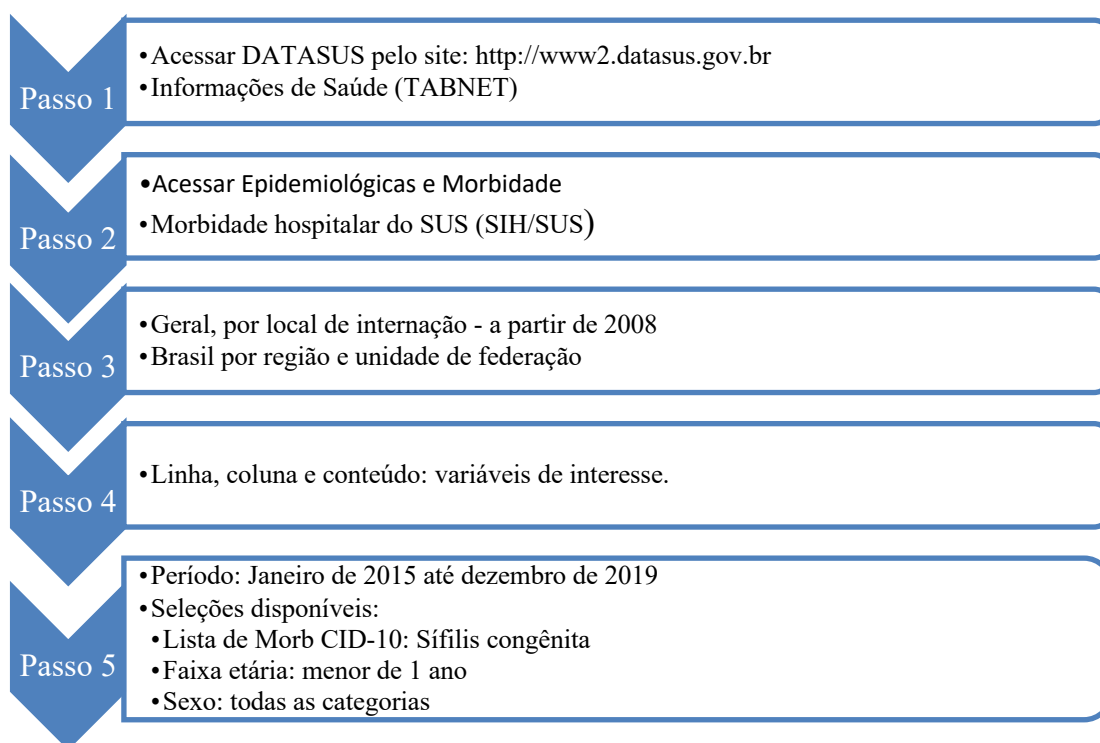 Passo 1
•Acessar DATASUS pelo site: http://www2.datasus.gov.br
•Informações de Saúde (TABNET)
Passo 2
•Acessar Epidemiológicas e Morbidade
•Morbidade hospitalar do SUS (SIH/SUS)
Passo 3
•Geral, por local de internação - a partir de 2008
•Brasil por região e unidade de federação
Passo 4
•Linha, coluna e conteúdo: variáveis de interesse.
Passo 5
•Período: Janeiro de 2015 até dezembro de 2019
•Seleções disponíveis:
•Lista de Morb CID-10: Sífilis congênita
•Faixa etária: menor de 1 ano
•Sexo: todas as categorias